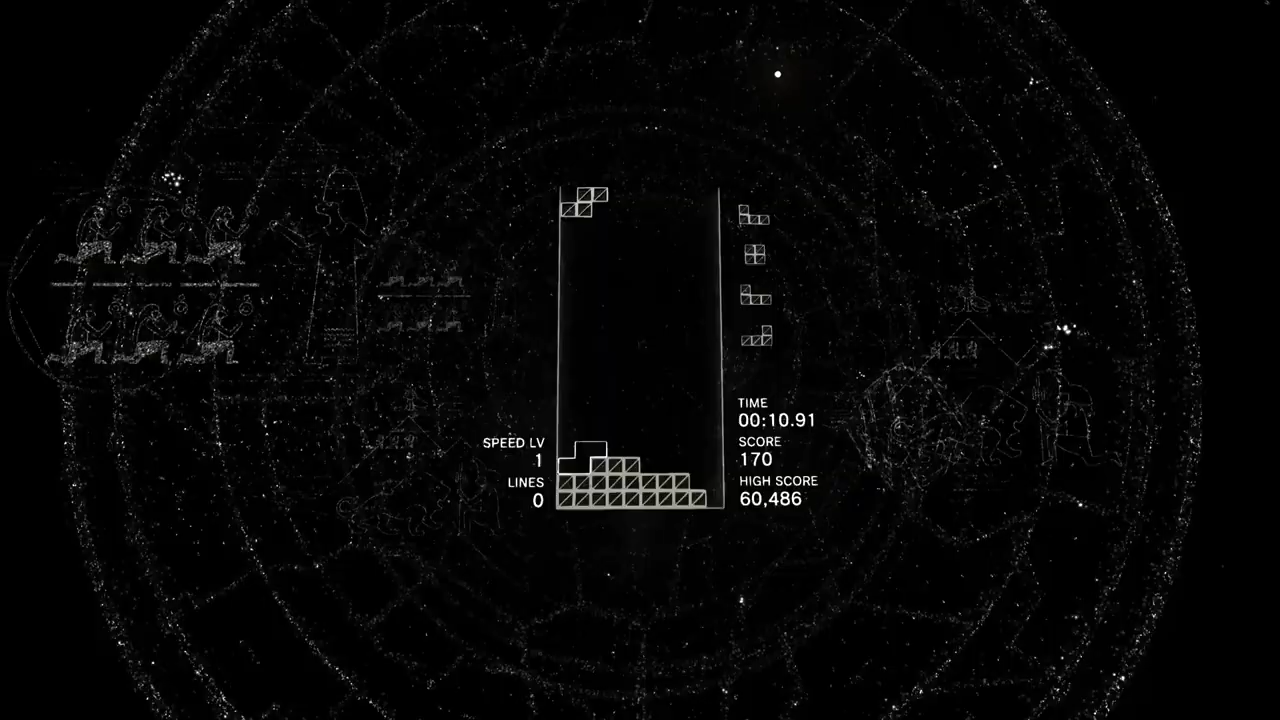 SPEED LV
1
LINES
0
TIME
00:10.91
SCORE
170
HIGH SCORE
60,486